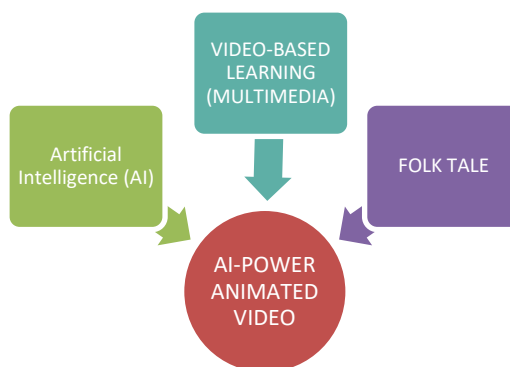 VIDEO-BASED
LEARNING
(MULTIMEDIA)
Artificial
Intelligence (AI)
FOLK TALE
AI-POWER
ANIMATED
VIDEO